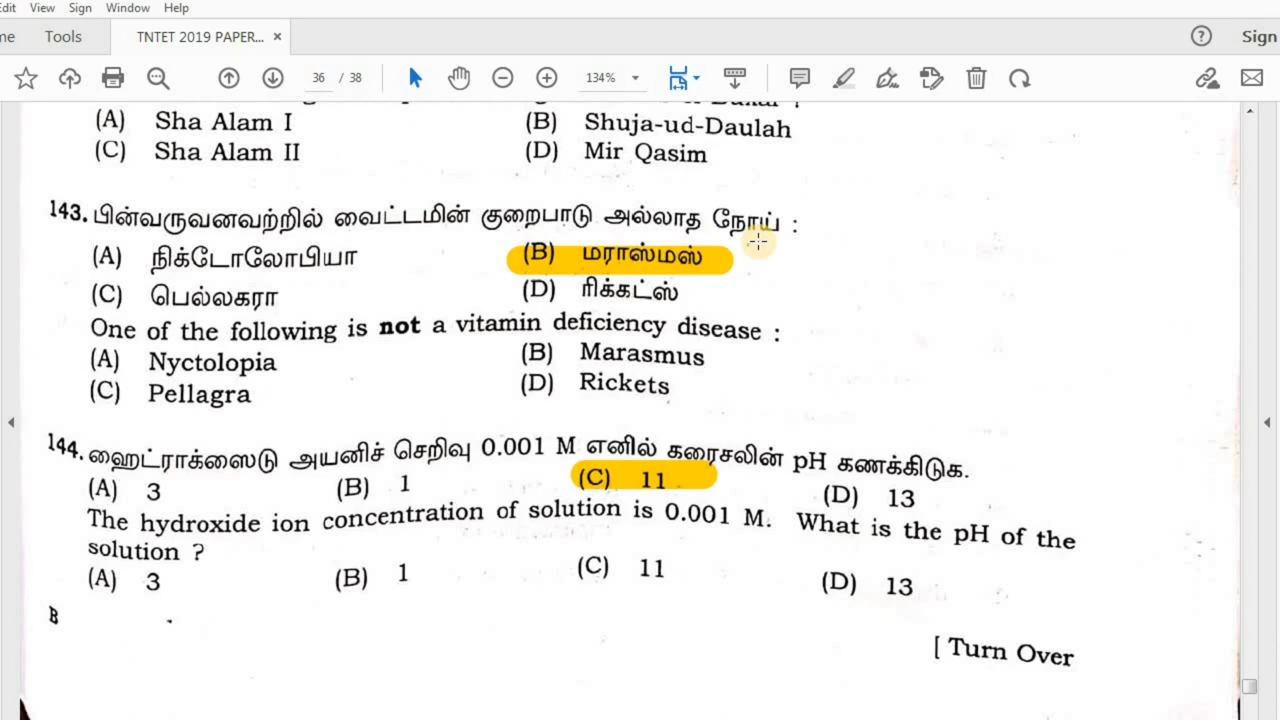 Edit View Sign Window Help
me Tools TNTET 2019 PAPER... × Sign
36 / 38 134%
(A) Sha Alam I (B) Shuja-ud-Daulah
(C) Sha Alam II (D) Mir Qasim
143. பின்வருவனவற்றில் வைட்டமின் குறைபாடு அல்லாத நோய் :
(A) நிக்டோலோபியா (B) மராஸ்மஸ்
(C) பெல்லகரா (D) ரிக்கட்ஸ்
One of the following is not a vitamin deficiency disease :
(A) Nyctolopia (B) Marasmus
(C) Pellagra (D) Rickets
144. ஹைட்ராக்ஸைடு அயனிச் செறிவு 0.001 M எனில் கரைசலின் pH கணக்கிடுக.
(A) 3 (B) 1 (C) 11 (D) 13
The hydroxide ion concentration of solution is 0.001 M. What is the pH of the
solution ?
(A) 3 (B) 1 (C) 11 (D) 13
B
[ Turn Over